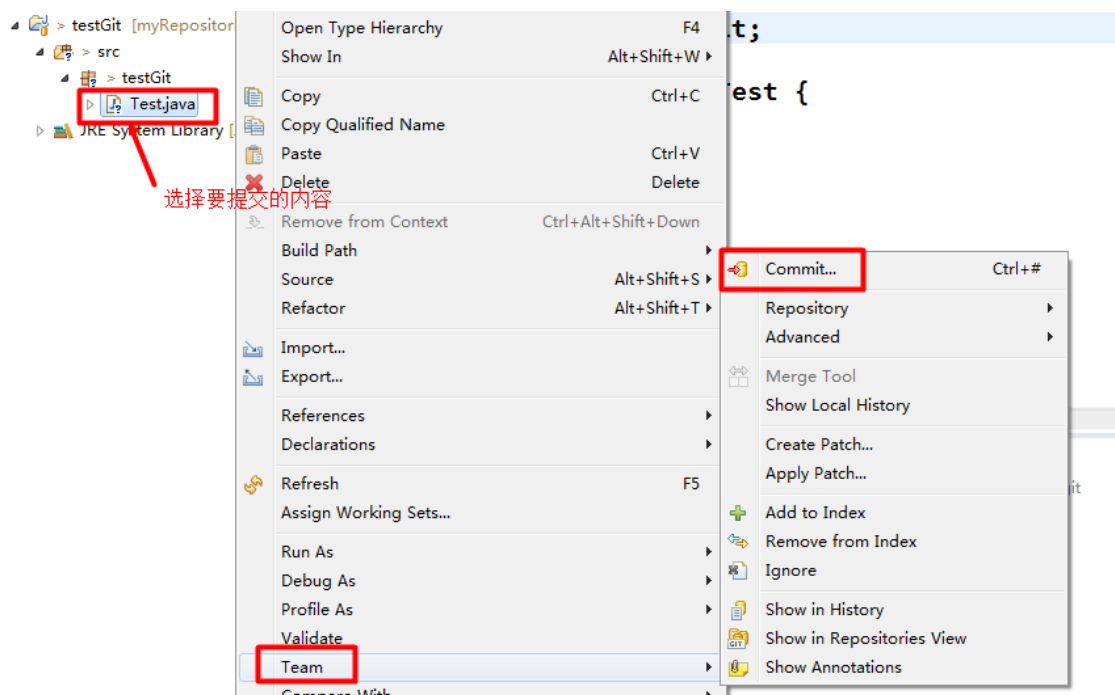 > testGit [myRepositor
> src
> testGit
Test.java
JRE System Library [
选择要提交的内容
Open Type Hierarchy F4
Show In Alt+Shift+W
Copy Ctrl+C
Copy Qualified Name
Paste Ctrl+V
Delete Delete
Remove from Context Ctrl+Alt+Shift+Down
Build Path
Source Alt+Shift+S
Refactor Alt+Shift+T
Import...
Export...
References
Declarations
Refresh F5
Assign Working Sets...
Run As
Debug As
Profile As
Validate
Team
Compare With
t;
est {
Commit... Ctrl+#
Repository
Advanced
Merge Tool
Show Local History
Create Patch...
Apply Patch...
Add to Index
Remove from Index
Ignore
Show in History
Show in Repositories View
Show Annotations
it